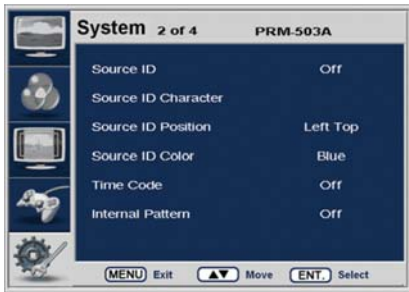 System 2 of 4 PRM-503A
Source ID Off
Source ID Character
Source ID Position Left Top
Source ID Color Blue
Time Code Off
Internal Pattern Off
MENU Exit ▲▼ Move ENT. Select